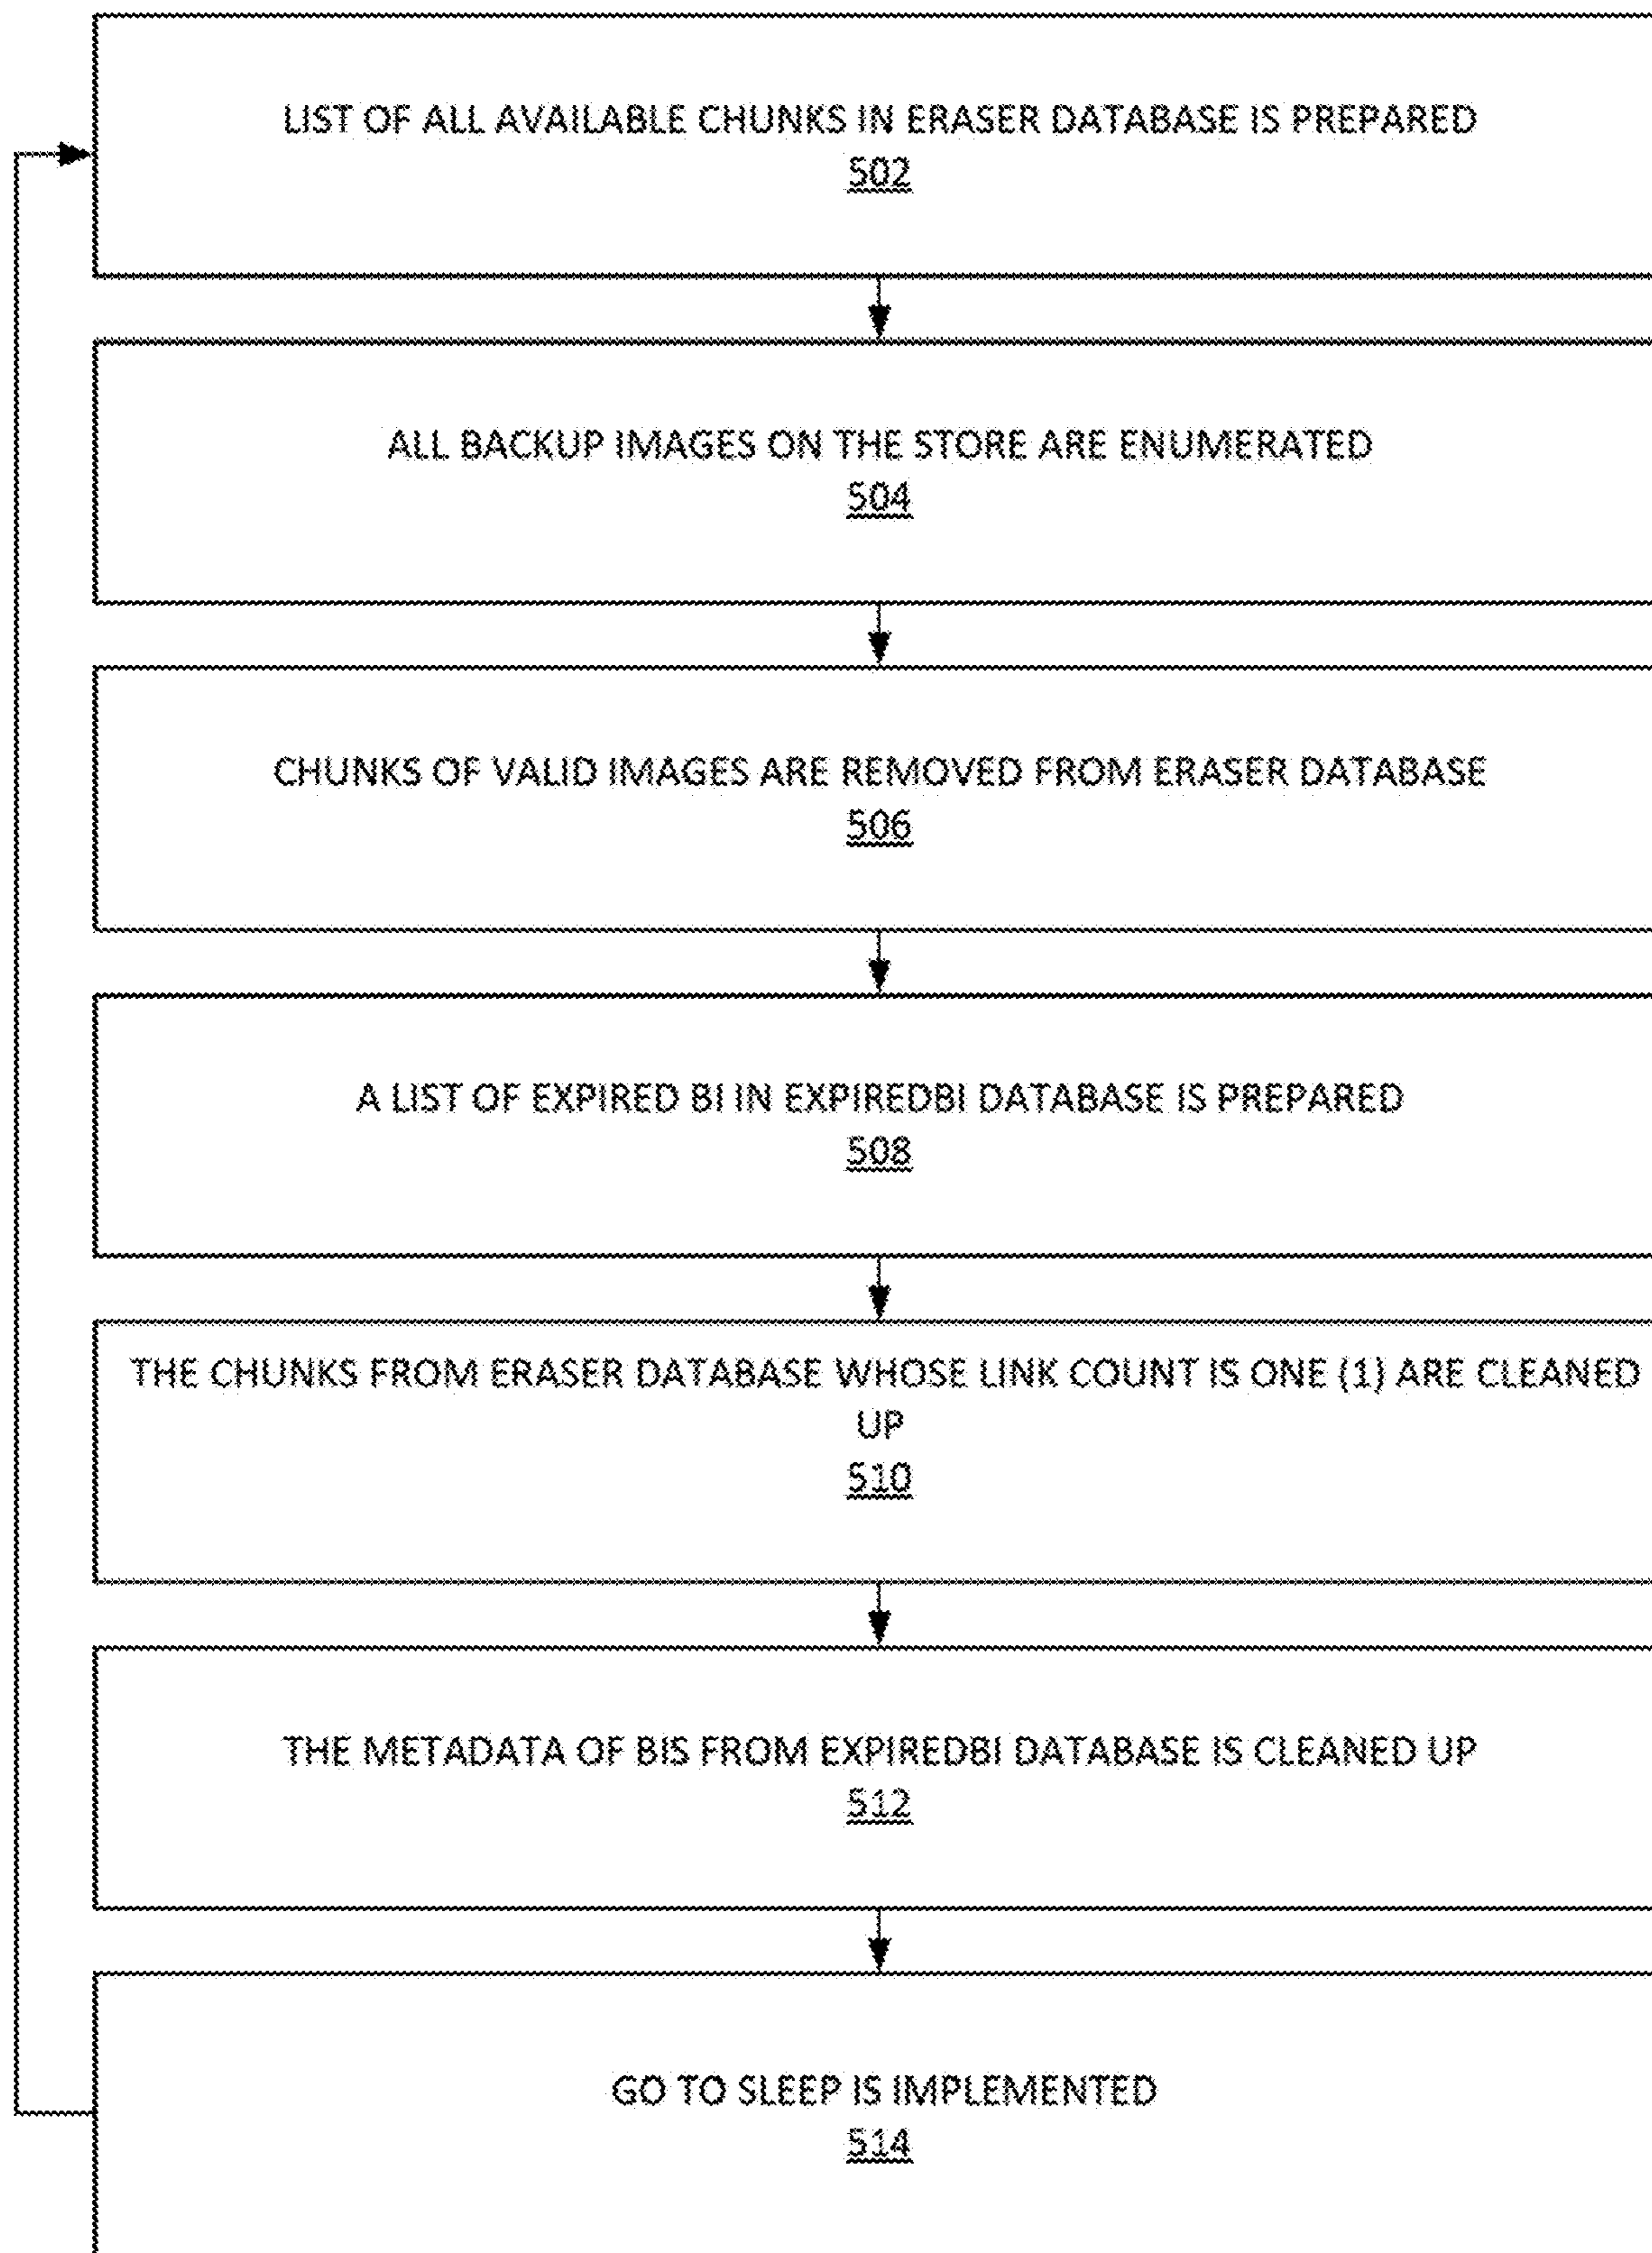 LIST OF ALL AVAILABLE CHUNKS IN ERASER DATABASE IS PREPARED
502
ALL BACKUP IMAGES ON THE STORE ARE ENUMERATED
504
CHUNKS OF VALID IMAGES ARE REMOVED FROM ERASER DATABASE
506
A LIST OF EXPIRED BI IN EXPIREDBI DATABASE IS PREPARED
508
THE CHUNKS FROM ERASER DATABASE WHOSE LINK COUNT IS ONE (1) ARE CLEANED
UP
510
THE METADATA OF BIS FROM EXPIREDBI DATABASE IS CLEANED UP
512
GO TO SLEEP IS IMPLEMENTED
514